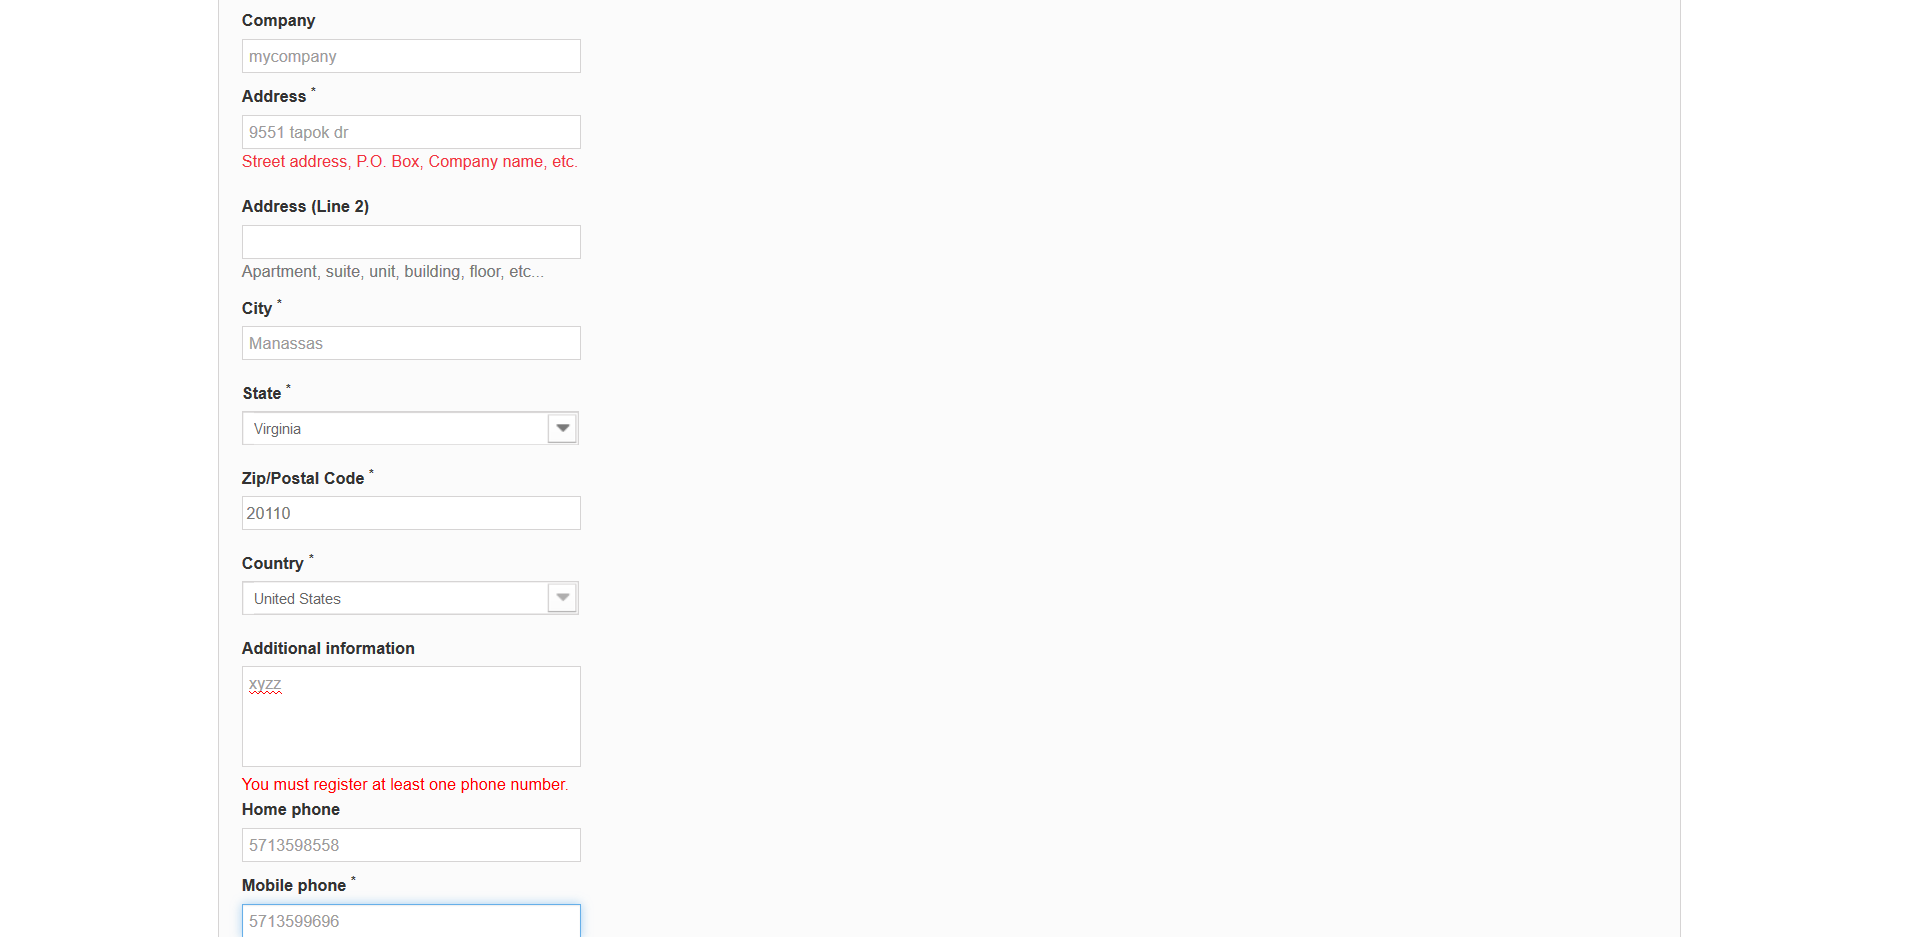 Company
mycompany
Address *
9551 tapok dr
Street address, P.O. Box, Company name, etc.
Address (Line 2)
Apartment, suite, unit, building, floor, etc...
City *
Manassas
State *
Virginia
Zip/Postal Code *
20110
Country *
United States
Additional information
xyzz
You must register at least one phone number.
Home phone
5713598558
Mobile phone *
5713599696